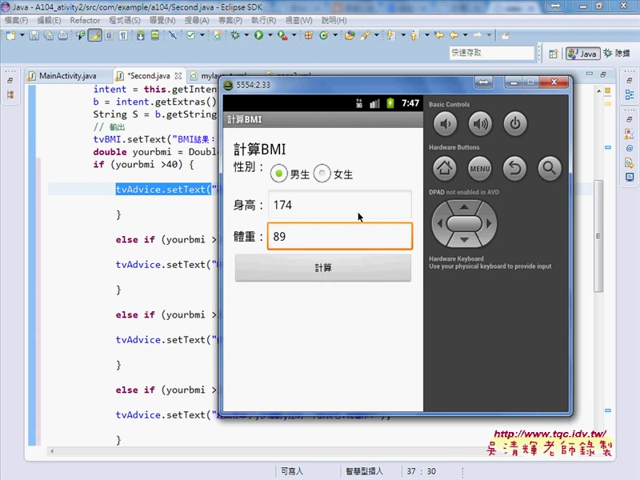 Java - A104_ativity2/src/com/example/a104/Second.java - Eclipse SDK
檔案(F) 編輯(E) Refactor 程式源(S) 導覽(N) 搜尋(A) 專案(P) 執行(R) 視窗(W) 說明(H)
快速存取
Java
除錯
MainActivity.java
*Second.java
intent = this.getInten
b = intent.getExtras()
String S = b.getString
// 輸出
tvBMI.setText("BMI結果：
double yourbmi = Doubl
if (yourbmi >40) {
tvAdvice.setText("
}
else if (yourbmi >
tvAdvice.setText("
}
else if (yourbmi >
tvAdvice.setText("
}
else if (yourbmi >
tvAdvice.setText("
}
5554:2.33
7:47
計算BMI
計算BMI
性別： 男生 女生
身高： 174
體重： 89
計算
Basic Controls
Hardware Buttons
MENU
DPAD not enabled in AVD
Hardware Keyboard
Use your physical keyboard to provide input
http://www.tqc.idv.tw/
吳清輝老師錄製
可寫入
智慧型插入
37 : 30